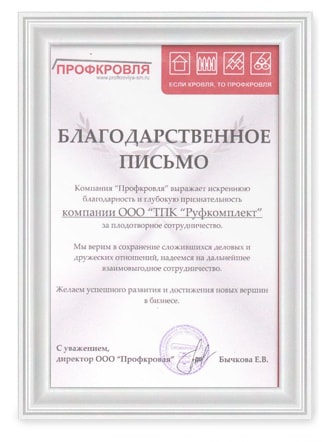 ПРОФКРОВЛЯ
www.profkrovlya-snt.ru
ЕСЛИ КРОВЛЯ, ТО ПРОФКРОВЛЯ
БЛАГОДАРСТВЕННОЕ
ПИСЬМО
Компания “Профкровля” выражает искреннюю
благодарность и глубокую признательность
компании ООО “ТПК “Руфкомплект”
за плодотворное сотрудничество.
Мы верим в сохранение сложившихся деловых и
дружеских отношений, надеемся на дальнейшее
взаимовыгодное сотрудничество.
Желаем успешного развития и достижения новых вершин
в бизнесе.
С уважением,
директор ООО “Профкровля”
Бычкова Е.В.